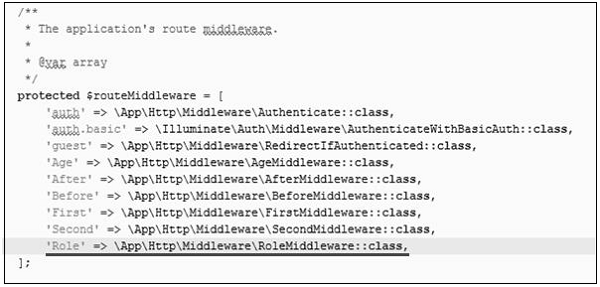 /**
* The application's route middleware.
*
* @var array
*/
protected $routeMiddleware = [
'auth' => \App\Http\Middleware\Authenticate::class,
'auth.basic' => \Illuminate\Auth\Middleware\AuthenticateWithBasicAuth::class,
'guest' => \App\Http\Middleware\RedirectIfAuthenticated::class,
'Age' => \App\Http\Middleware\AgeMiddleware::class,
'After' => \App\Http\Middleware\AfterMiddleware::class,
'Before' => \App\Http\Middleware\BeforeMiddleware::class,
'First' => \App\Http\Middleware\FirstMiddleware::class,
'Second' => \App\Http\Middleware\SecondMiddleware::class,
'Role' => \App\Http\Middleware\RoleMiddleware::class,
];